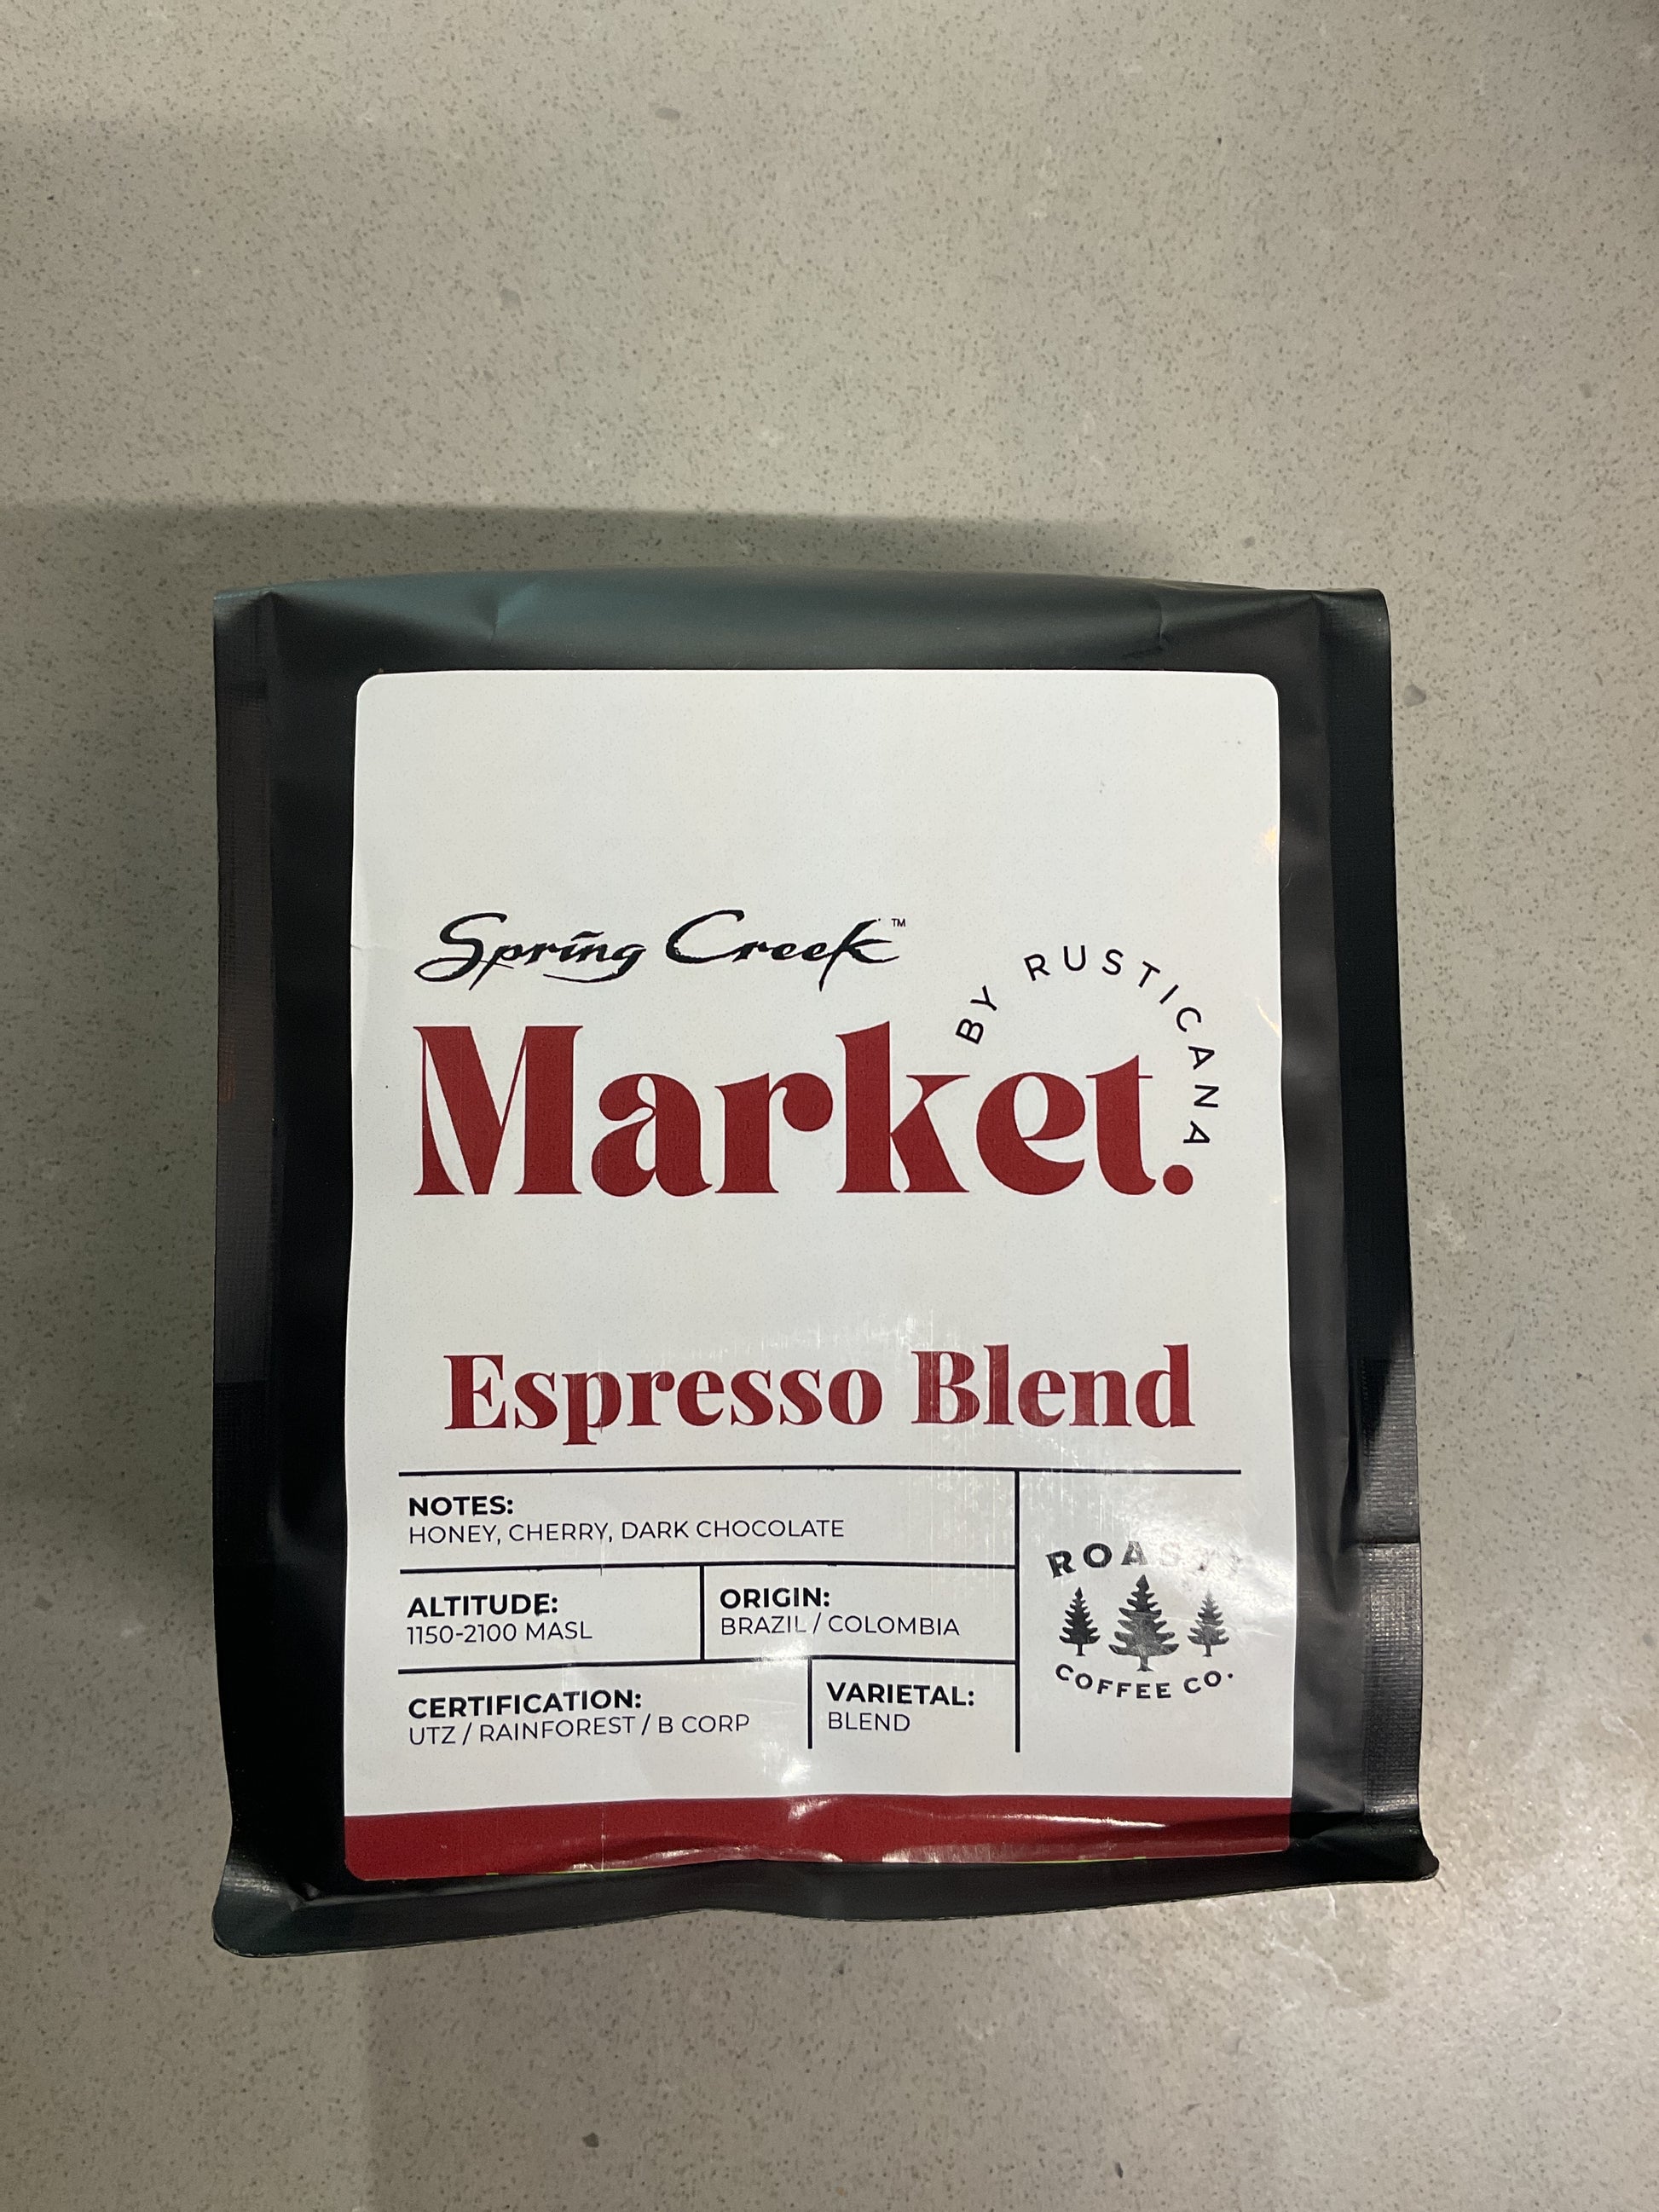 Spring Creek™
BY RUSTICANA
Market.
Espresso Blend
NOTES:
HONEY, CHERRY, DARK CHOCOLATE
ALTITUDE:
1150-2100 MASL
ORIGIN:
BRAZIL / COLOMBIA
CERTIFICATION:
UTZ / RAINFOREST / B CORP
VARIETAL:
BLEND
COFFEE CO.